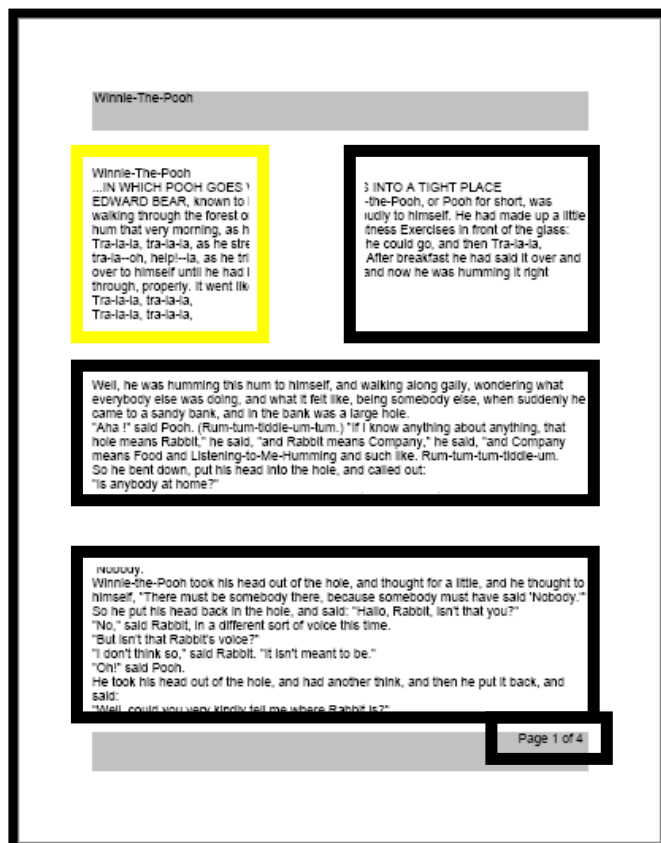 Winnie-The-Pooh
Winnie-The-Pooh
...IN WHICH POOH GOES
EDWARD BEAR, known to
walking through the forest
hum that very morning, as
Tra-la-la, tra-la-la, as he
tra-la--oh, help!--la, as he
over to himself until he had
through, properly. It went
Tra-la-la, tra-la-la,
Tra-la-la, tra-la-la,
INTO A TIGHT PLACE
-the-Pooh, or Pooh for short, was
to himself. He had made up a little
Exercises in front of the glass:
he could go, and then Tra-la-la,
After breakfast he had said it over and
and now he was humming it right
Well, he was humming this hum to himself, and walking along gaily, wondering what
everybody else was doing, and what it felt like, being somebody else, when suddenly he
came to a sandy bank, and in the bank was a large hole.
"Aha !" said Pooh. (Rum-tum-tiddle-um-tum.) "If I know anything about anything, that
hole means Rabbit," he said, "and Rabbit means Company," he said, "and Company
means Food and Listening-to-Me-Humming and such like. Rum-tum-tum-tiddle-um.
So he bent down, put his head into the hole, and called out:
"Is anybody at home?"
"Nobody.
Winnie-the-Pooh took his head out of the hole, and thought for a little, and he thought to
himself, "There must be somebody there, because somebody must have said 'Nobody.'"
So he put his head back in the hole, and said: "Hallo, Rabbit, isn't that you?"
"No," said Rabbit, in a different sort of voice this time.
"But isn't that Rabbit's voice?"
"I don't think so," said Rabbit. "It isn't meant to be."
"Oh!" said Pooh.
He took his head out of the hole, and had another think, and then he put it back, and
said:
"Well, could you very kindly tell me where Rabbit is?"
Page 1 of 4